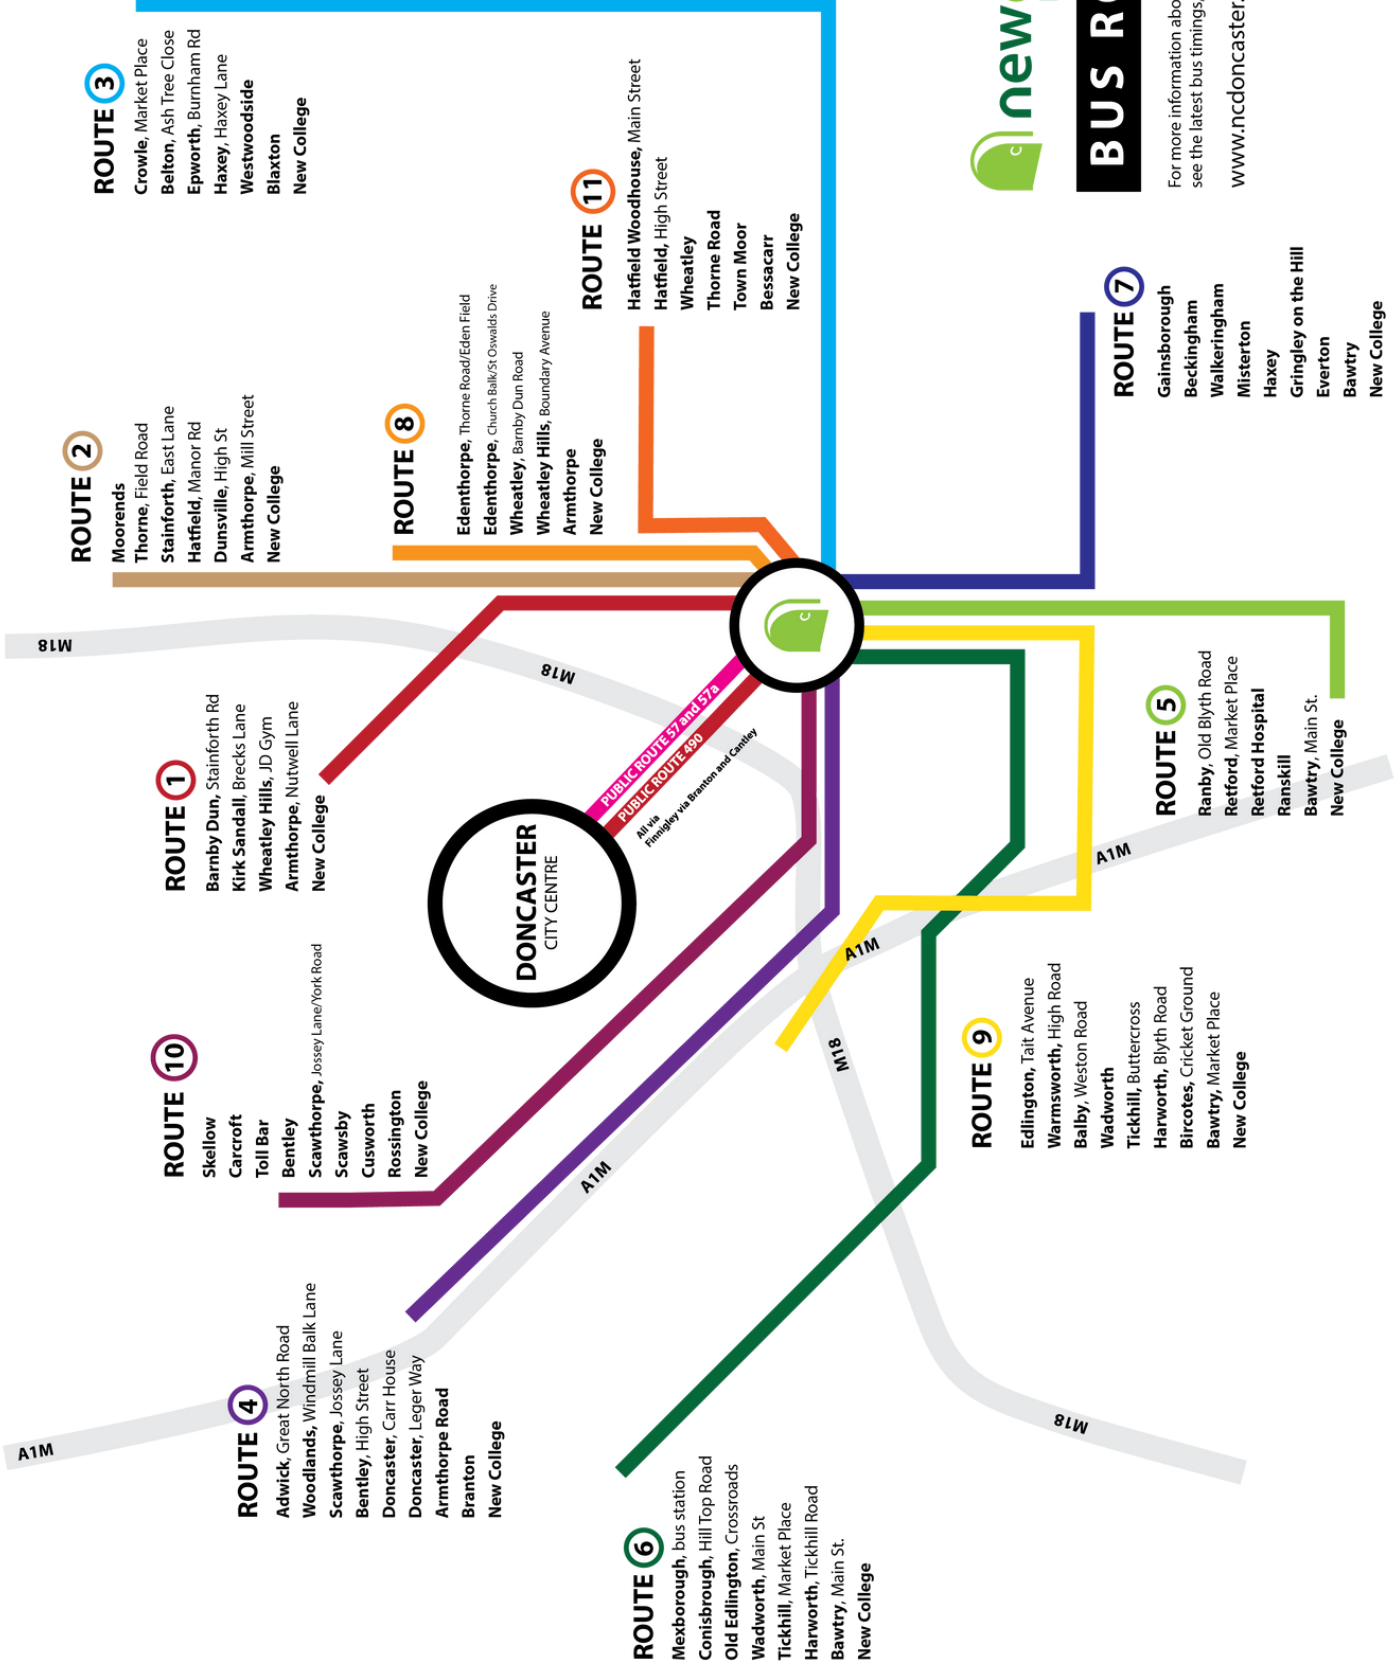 ROUTE 4
Adwick, Great North Road
Woodlands, Windmill Balk Lane
Scawthorpe, Jossey Lane
Bentley, High Street
Doncaster, Carr House
Doncaster, Leger Way
Armthorpe Road
Branton
New College
ROUTE 10
Skellow
Carcroft
Toll Bar
Bentley
Scawthorpe, Jossey Lane/York Road
Scawsby
Cusworth
Rossington
New College
ROUTE 1
Barnby Dun, Stainforth Rd
Kirk Sandall, Brecks Lane
Wheatley Hills, JD Gym
Armthorpe, Nutwell Lane
New College
ROUTE 2
Moorends
Thorne, Field Road
Stainforth, East Lane
Hatfield, Manor Rd
Dunsville, High St
Armthorpe, Mill Street
New College
ROUTE 3
Crowle, Market Place
Belton, Ash Tree Close
Epworth, Burnham Rd
Haxey, Haxey Lane
Westwoodside
Blaxton
New College
ROUTE 8
Edenthorpe, Thorne Road/Eden Field
Edenthorpe, Church Balk/St Oswalds Drive
Wheatley, Barnby Dun Road
Wheatley Hills, Boundary Avenue
Armthorpe
New College
ROUTE 11
Hatfield Woodhouse, Main Street
Hatfield, High Street
Wheatley
Thorne Road
Town Moor
Bessacarr
New College
A1M
M18
M18
DONCASTER
CITY CENTRE
PUBLIC ROUTE 57 and 57a
PUBLIC ROUTE 490
All via
Finnigley via Branton and Cantley
C
A1M
A1M
M18
A1M
M18
ROUTE 6
Mexborough, bus station
Conisbrough, Hill Top Road
Old Edlington, Crossroads
Wadworth, Main St
Tickhill, Market Place
Harworth, Tickhill Road
Bawtry, Main St.
New College
ROUTE 9
Edlington, Tait Avenue
Warmsworth, High Road
Balby, Weston Road
Wadworth
Tickhill, Buttercross
Harworth, Blyth Road
Bircotes, Cricket Ground
Bawtry, Market Place
New College
ROUTE 5
Ranby, Old Blyth Road
Retford, Market Place
Retford Hospital
Ranskill
Bawtry, Main St.
New College
ROUTE 7
Gainsborough
Beckingham
Walkeringham
Misterton
Haxey
Gringley on the Hill
Everton
Bawtry
New College
C
new
BUS R
For more information abo
see the latest bus timings,
www.ncdoncaster.